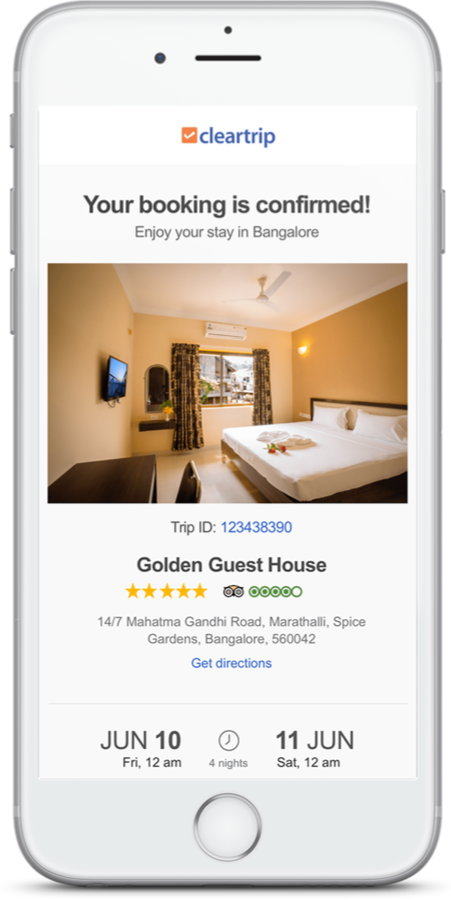 cleartrip
Your booking is confirmed!
Enjoy your stay in Bangalore
Trip ID: 123438390
Golden Guest House
14/7 Mahatma Gandhi Road, Marathalli, Spice
Gardens, Bangalore, 560042
Get directions
JUN 10 11 JUN
Fri, 12 am 4 nights Sat, 12 am